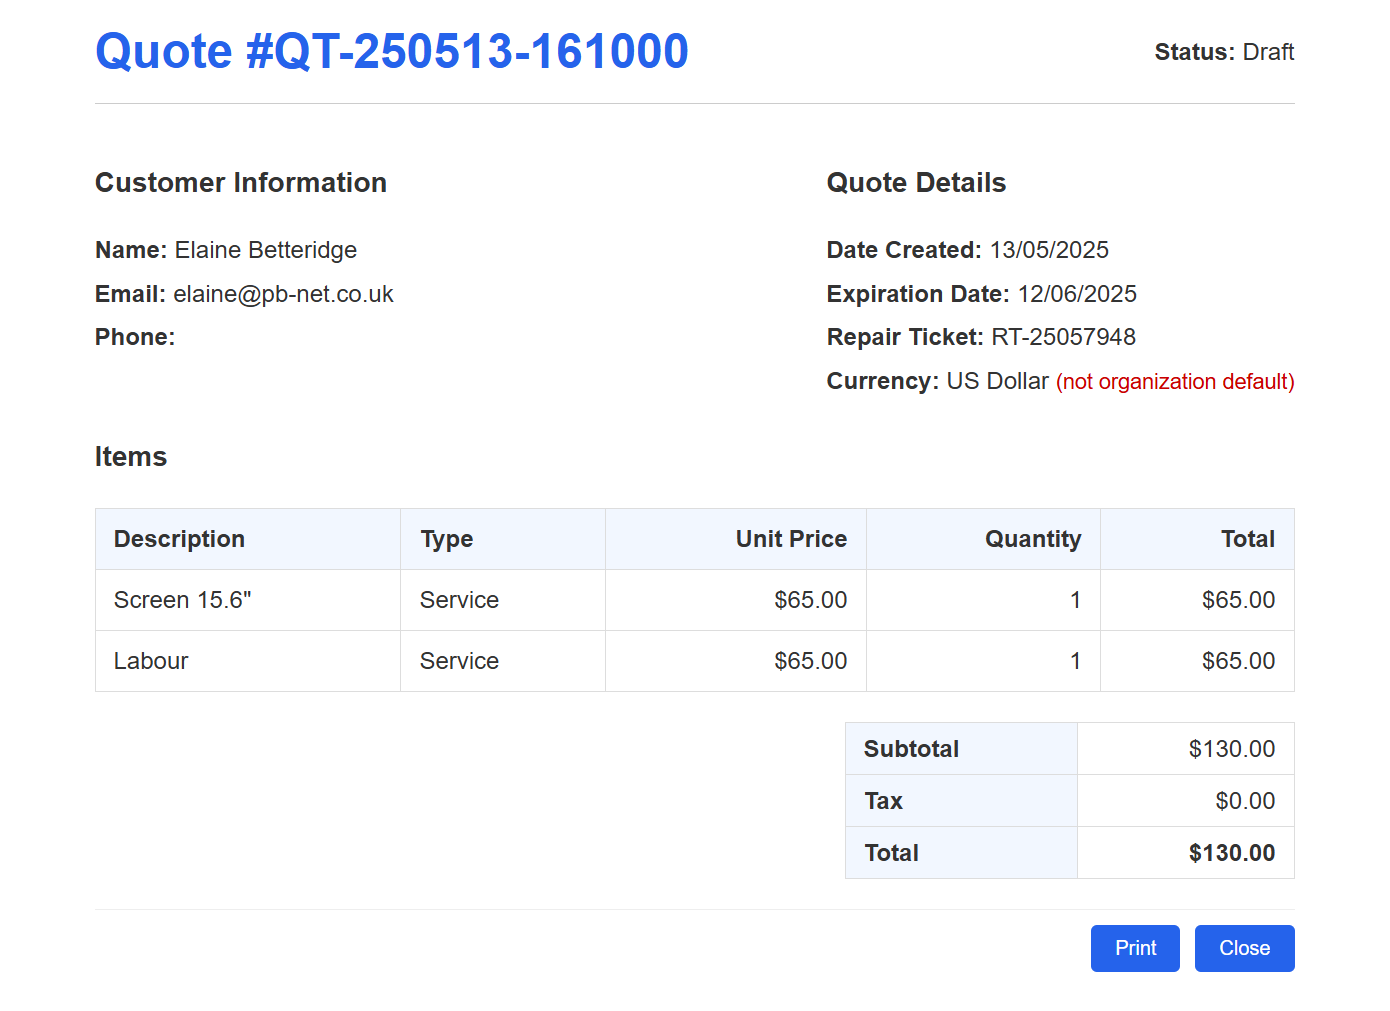 Quote #QT-250513-161000
Status: Draft
Customer Information
Name: Elaine Betteridge
Email: elaine@pb-net.co.uk
Phone:
Quote Details
Date Created: 13/05/2025
Expiration Date: 12/06/2025
Repair Ticket: RT-25057948
Currency: US Dollar (not organization default)
Items
Description Type Unit Price Quantity Total
Screen 15.6" Service $65.00 1 $65.00
Labour Service $65.00 1 $65.00
Subtotal $130.00
Tax $0.00
Total $130.00
Print Close